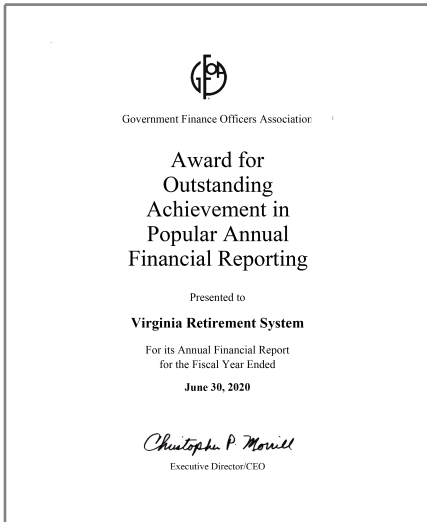 GFOA
Government Finance Officers Association
Award for
Outstanding
Achievement in
Popular Annual
Financial Reporting
Presented to
Virginia Retirement System
For its Annual Financial Report
for the Fiscal Year Ended
June 30, 2020
Christopher P. Morrill
Executive Director/CEO